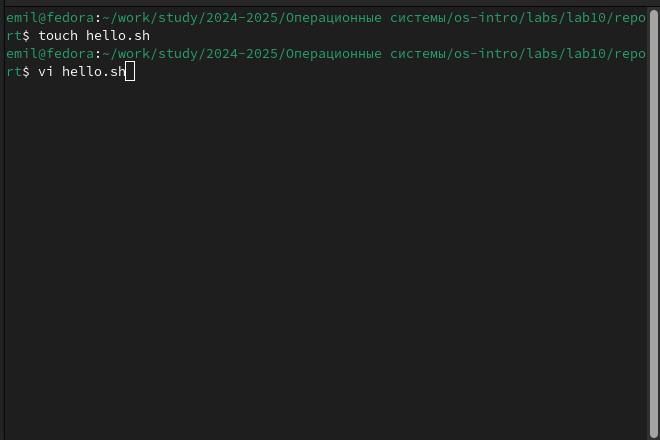 emil@fedora:~/work/study/2024-2025/Операционные системы/os-intro/labs/lab10/repo
rt$ touch hello.sh
emil@fedora:~/work/study/2024-2025/Операционные системы/os-intro/labs/lab10/repo
rt$ vi hello.sh